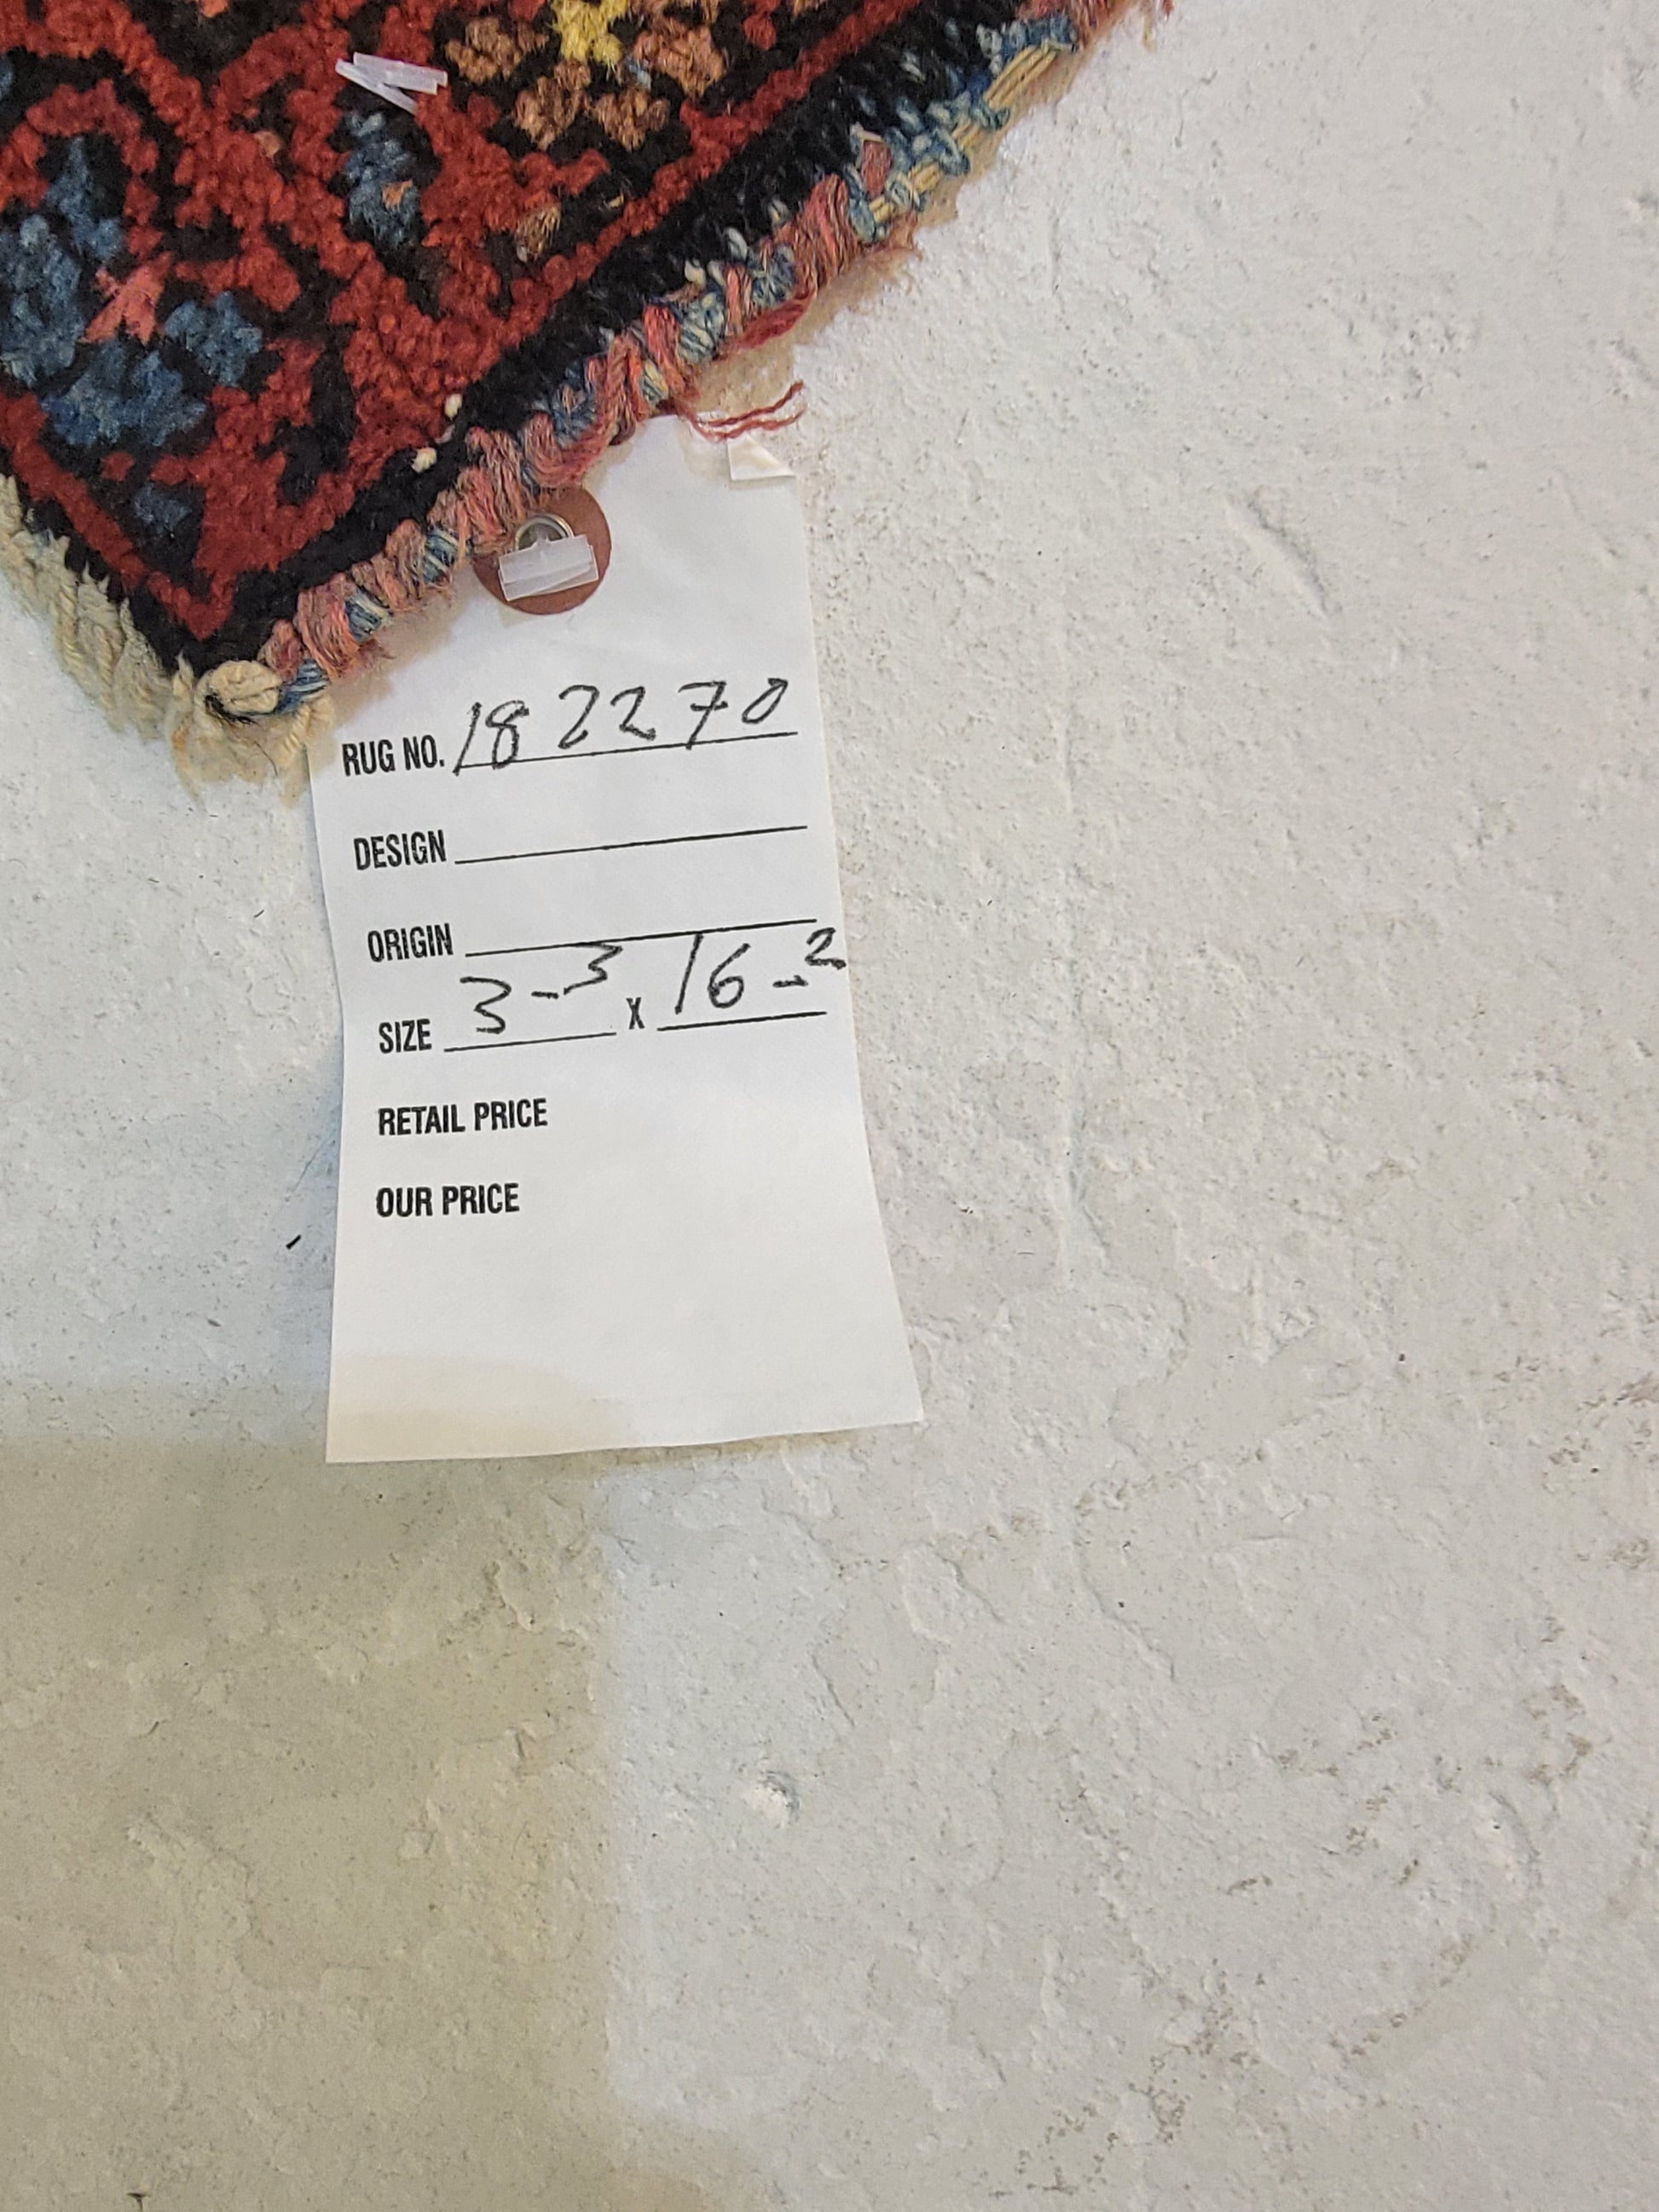 RUG NO. 182270
DESIGN
ORIGIN
SIZE 3-3 X 16-2
RETAIL PRICE
OUR PRICE